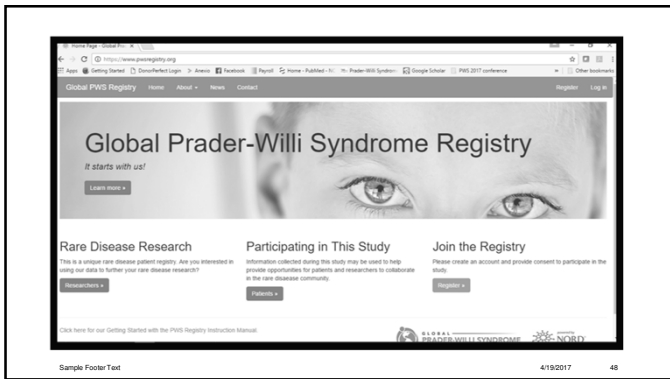 Home Page - Global Pr
https://www.pwsregistry.org
Apps Getting Started DonorPerfect Login Anexio Facebook Payroll Home - PubMed - NC Prader-Willi Syndrom Google Scholar PWS 2017 conference Other bookmarks
Global PWS Registry Home About News Contact Register Log in
Global Prader-Willi Syndrome Registry
It starts with us!
Learn more »
Rare Disease Research
This is a unique rare disease patient registry. Are you interested in
using our data to further your rare disease research?
Researchers »
Participating in This Study
Information collected during this study may be used to help
provide opportunities for patients and researchers to collaborate
in the rare disease community.
Patients »
Join the Registry
Please create an account and provide consent to participate in the
study.
Register »
Click here for our Getting Started with the PWS Registry Instruction Manual.
GLOBAL
PRADER-WILLI SYNDROME
powered by
NORD
Sample Footer Text 4/19/2017 48